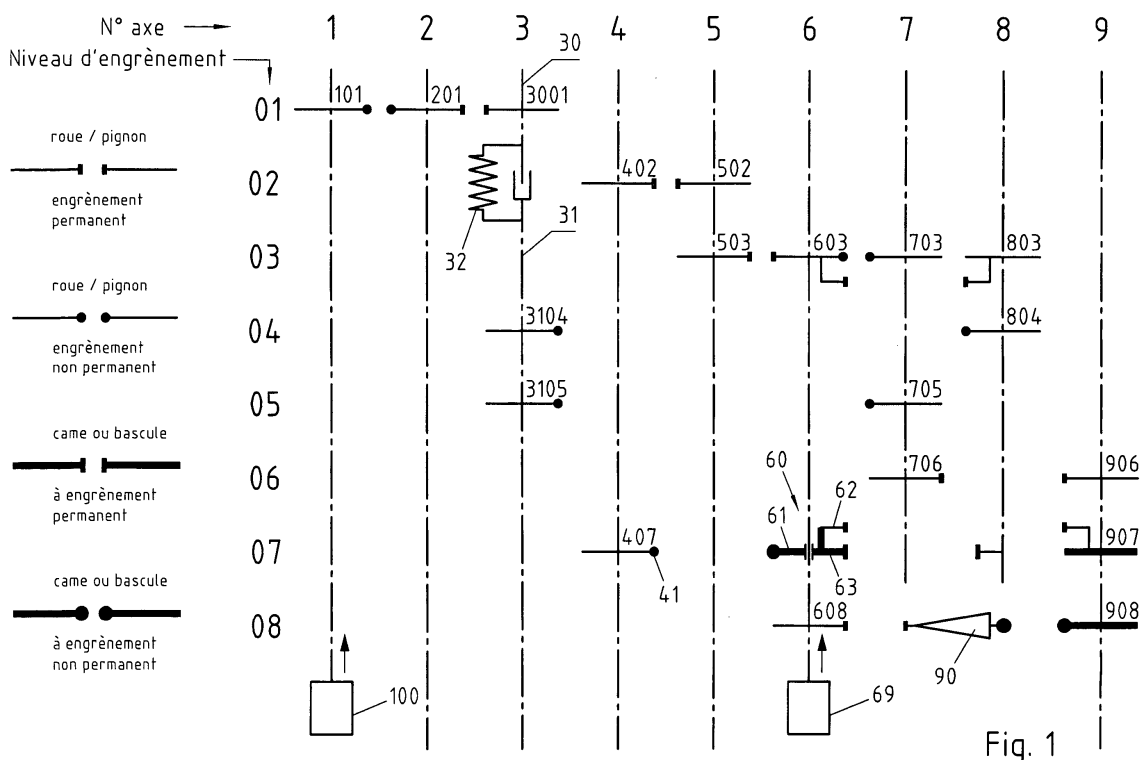 N° axe 1 2 3 4 5 6 7 8 9
Niveau d'engrènement
30
01 101 201 3001
roue / pignon
engrènement
permanent
02 402 502
31
32
03 503 603 703 803
roue / pignon
engrènement
non permanent
04 3104 804
05 3105 705
came ou bascule
à engrènement
permanent
06 706 906
60
61 62
07 407 907
41 63
came ou bascule
à engrènement
non permanent
08 608 908
90
100 69
Fig. 1